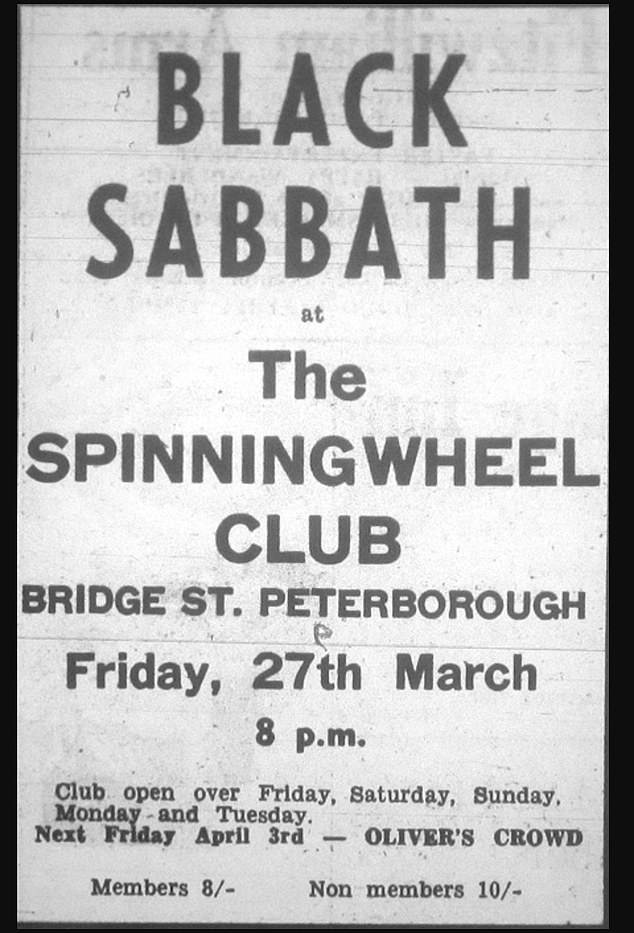 BLACK
SABBATH
at
The
SPINNINGWHEEL
CLUB
BRIDGE ST. PETERBOROUGH
Friday, 27th March
8 p.m.
Club open over Friday, Saturday, Sunday,
Monday and Tuesday.
Next Friday April 3rd — OLIVER'S CROWD
Members 8/- Non members 10/-